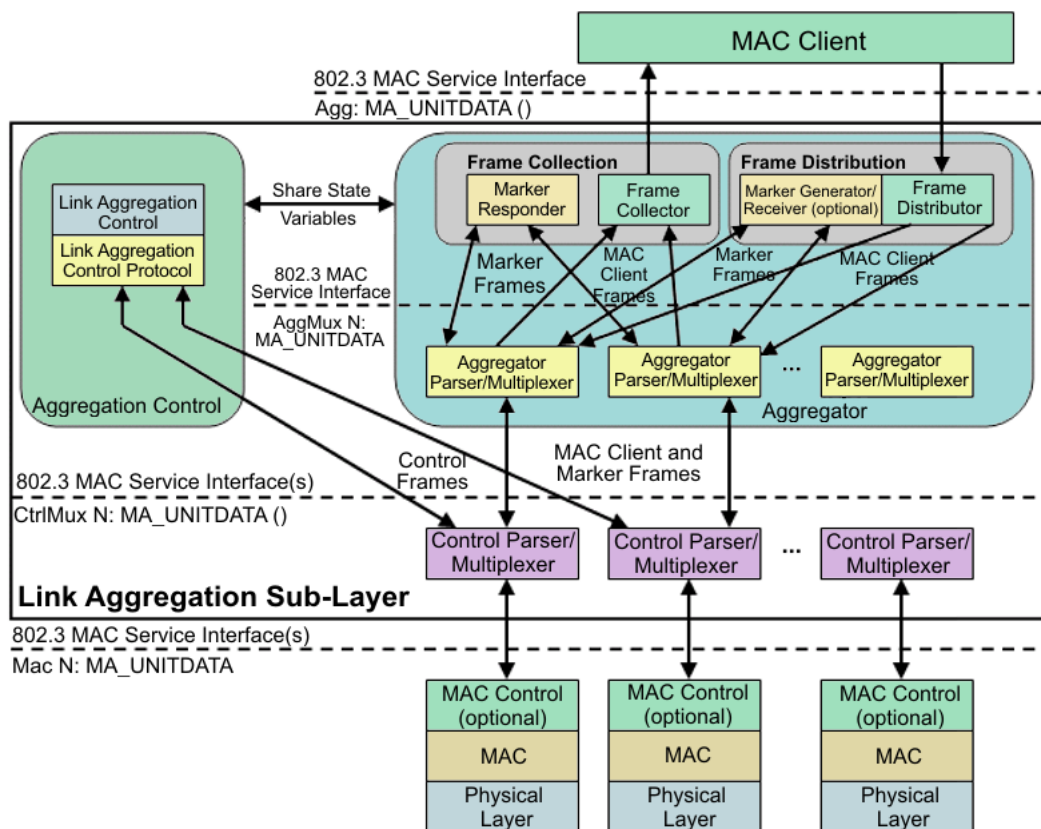 MAC Client
802.3 MAC Service Interface
Agg: MA_UNITDATA ()
Frame Collection
Frame Distribution
Marker
Responder
Frame
Collector
Marker Generator/
Receiver (optional)
Frame
Distributor
Link Aggregation
Control
Link Aggregation
Control Protocol
Share State
Variables
Marker
Frames
MAC
Client
Frames
Marker
Frames
MAC Client
Frames
802.3 MAC
Service Interface
AggMux N:
MA_UNITDATA
Aggregator
Parser/Multiplexer
Aggregator
Parser/Multiplexer
...
Aggregator
Parser/Multiplexer
Aggregation Control
Aggregator
Control
Frames
MAC Client and
Marker Frames
802.3 MAC Service Interface(s)
CtrlMux N: MA_UNITDATA ()
Control Parser/
Multiplexer
Control Parser/
Multiplexer
...
Control Parser/
Multiplexer
Link Aggregation Sub-Layer
802.3 MAC Service Interface(s)
Mac N: MA_UNITDATA
MAC Control
(optional)
MAC
Physical
Layer
MAC Control
(optional)
MAC
Physical
Layer
MAC Control
(optional)
MAC
Physical
Layer